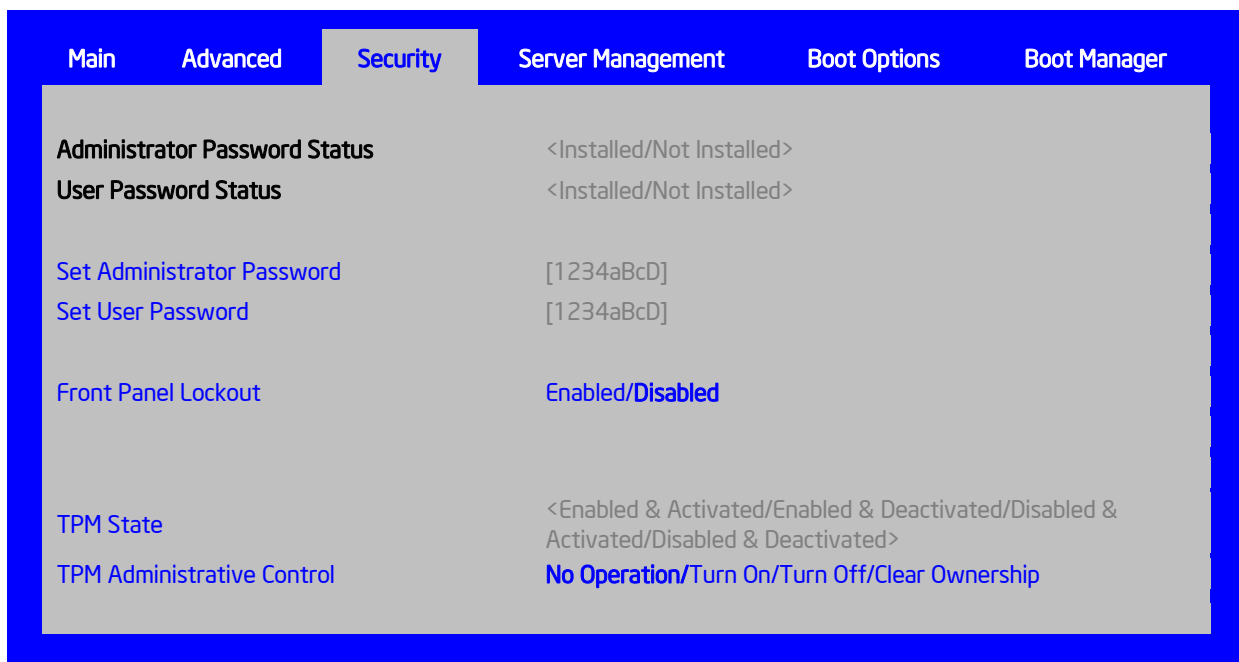 Main Advanced Security Server Management Boot Options Boot Manager
Administrator Password Status <Installed/Not Installed>
User Password Status <Installed/Not Installed>
Set Administrator Password [1234aBcD]
Set User Password [1234aBcD]
Front Panel Lockout Enabled/Disabled
TPM State <Enabled & Activated/Enabled & Deactivated/Disabled &
Activated/Disabled & Deactivated>
TPM Administrative Control No Operation/Turn On/Turn Off/Clear Ownership